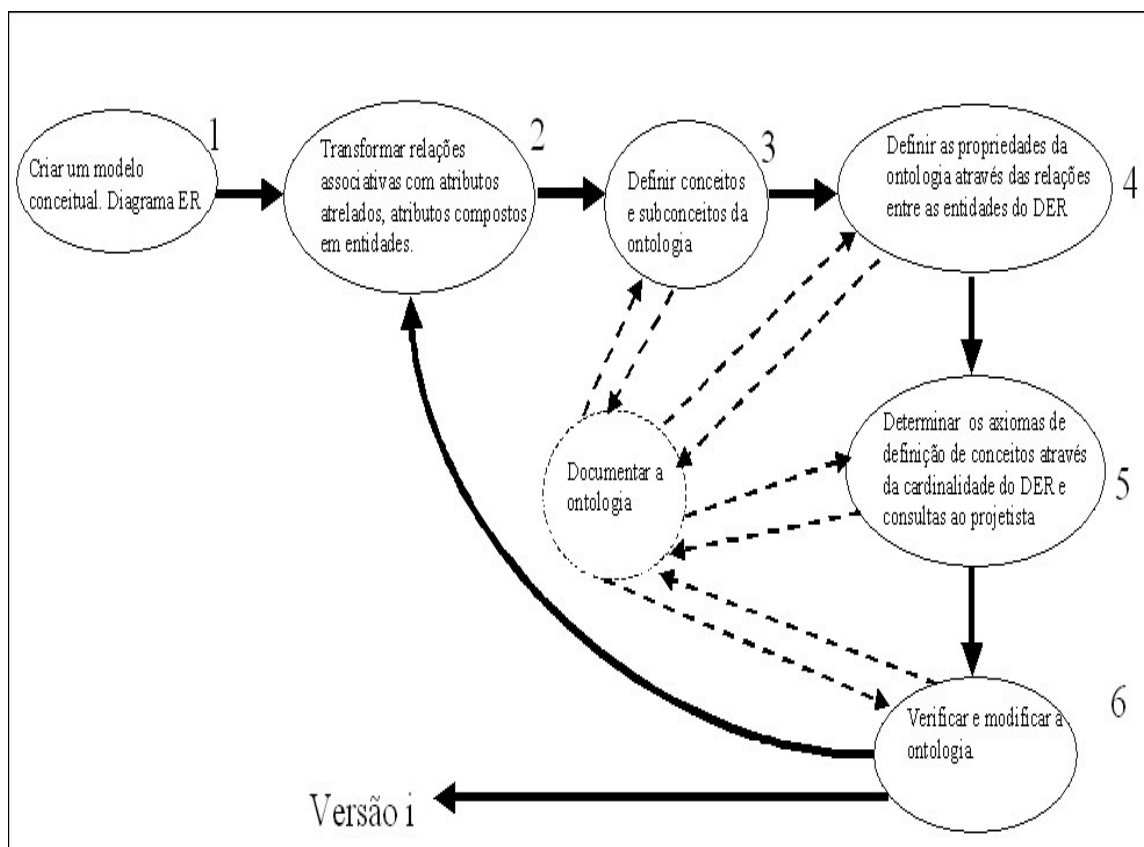 1
Criar um modelo
conceitual. Diagrama ER
2
Transformar relações
associativas com atributos
atrelados, atributos compostos
em entidades.
3
Definir conceitos
e subconceitos da
ontologia
4
Definir as propriedades da
ontologia através das relações
entre as entidades do DER
Documentar a
ontologia
5
Determinar os axiomas de
definição de conceitos através
da cardinalidade do DER e
consultas ao projetista
6
Verificar e modificar a
ontologia.
Versão i